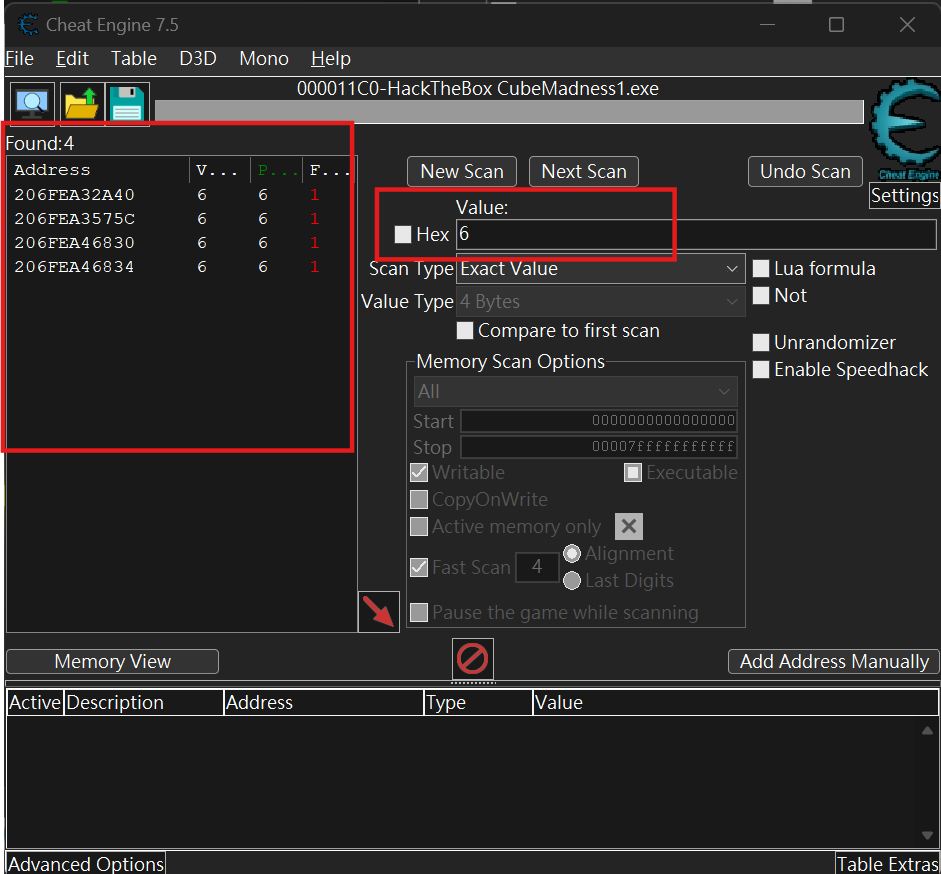 Cheat Engine 7.5
File Edit Table D3D Mono Help
000011C0-HackTheBox CubeMadness1.exe
Cheat Engine
Settings
Found:4
Address V... P... F...
206FEA32A40 6 6 1
206FEA3575C 6 6 1
206FEA46830 6 6 1
206FEA46834 6 6 1
New Scan Next Scan Undo Scan
Value:
Hex 6
Scan Type Exact Value
Lua formula
Value Type 4 Bytes
Not
Compare to first scan
Unrandomizer
Enable Speedhack
Memory Scan Options
All
Start 0000000000000000
Stop 00007fffffffffff
Writable Executable
CopyOnWrite
Active memory only
Fast Scan 4 Alignment
Last Digits
Pause the game while scanning
Memory View Add Address Manually
Active Description Address Type Value
Advanced Options Table Extras